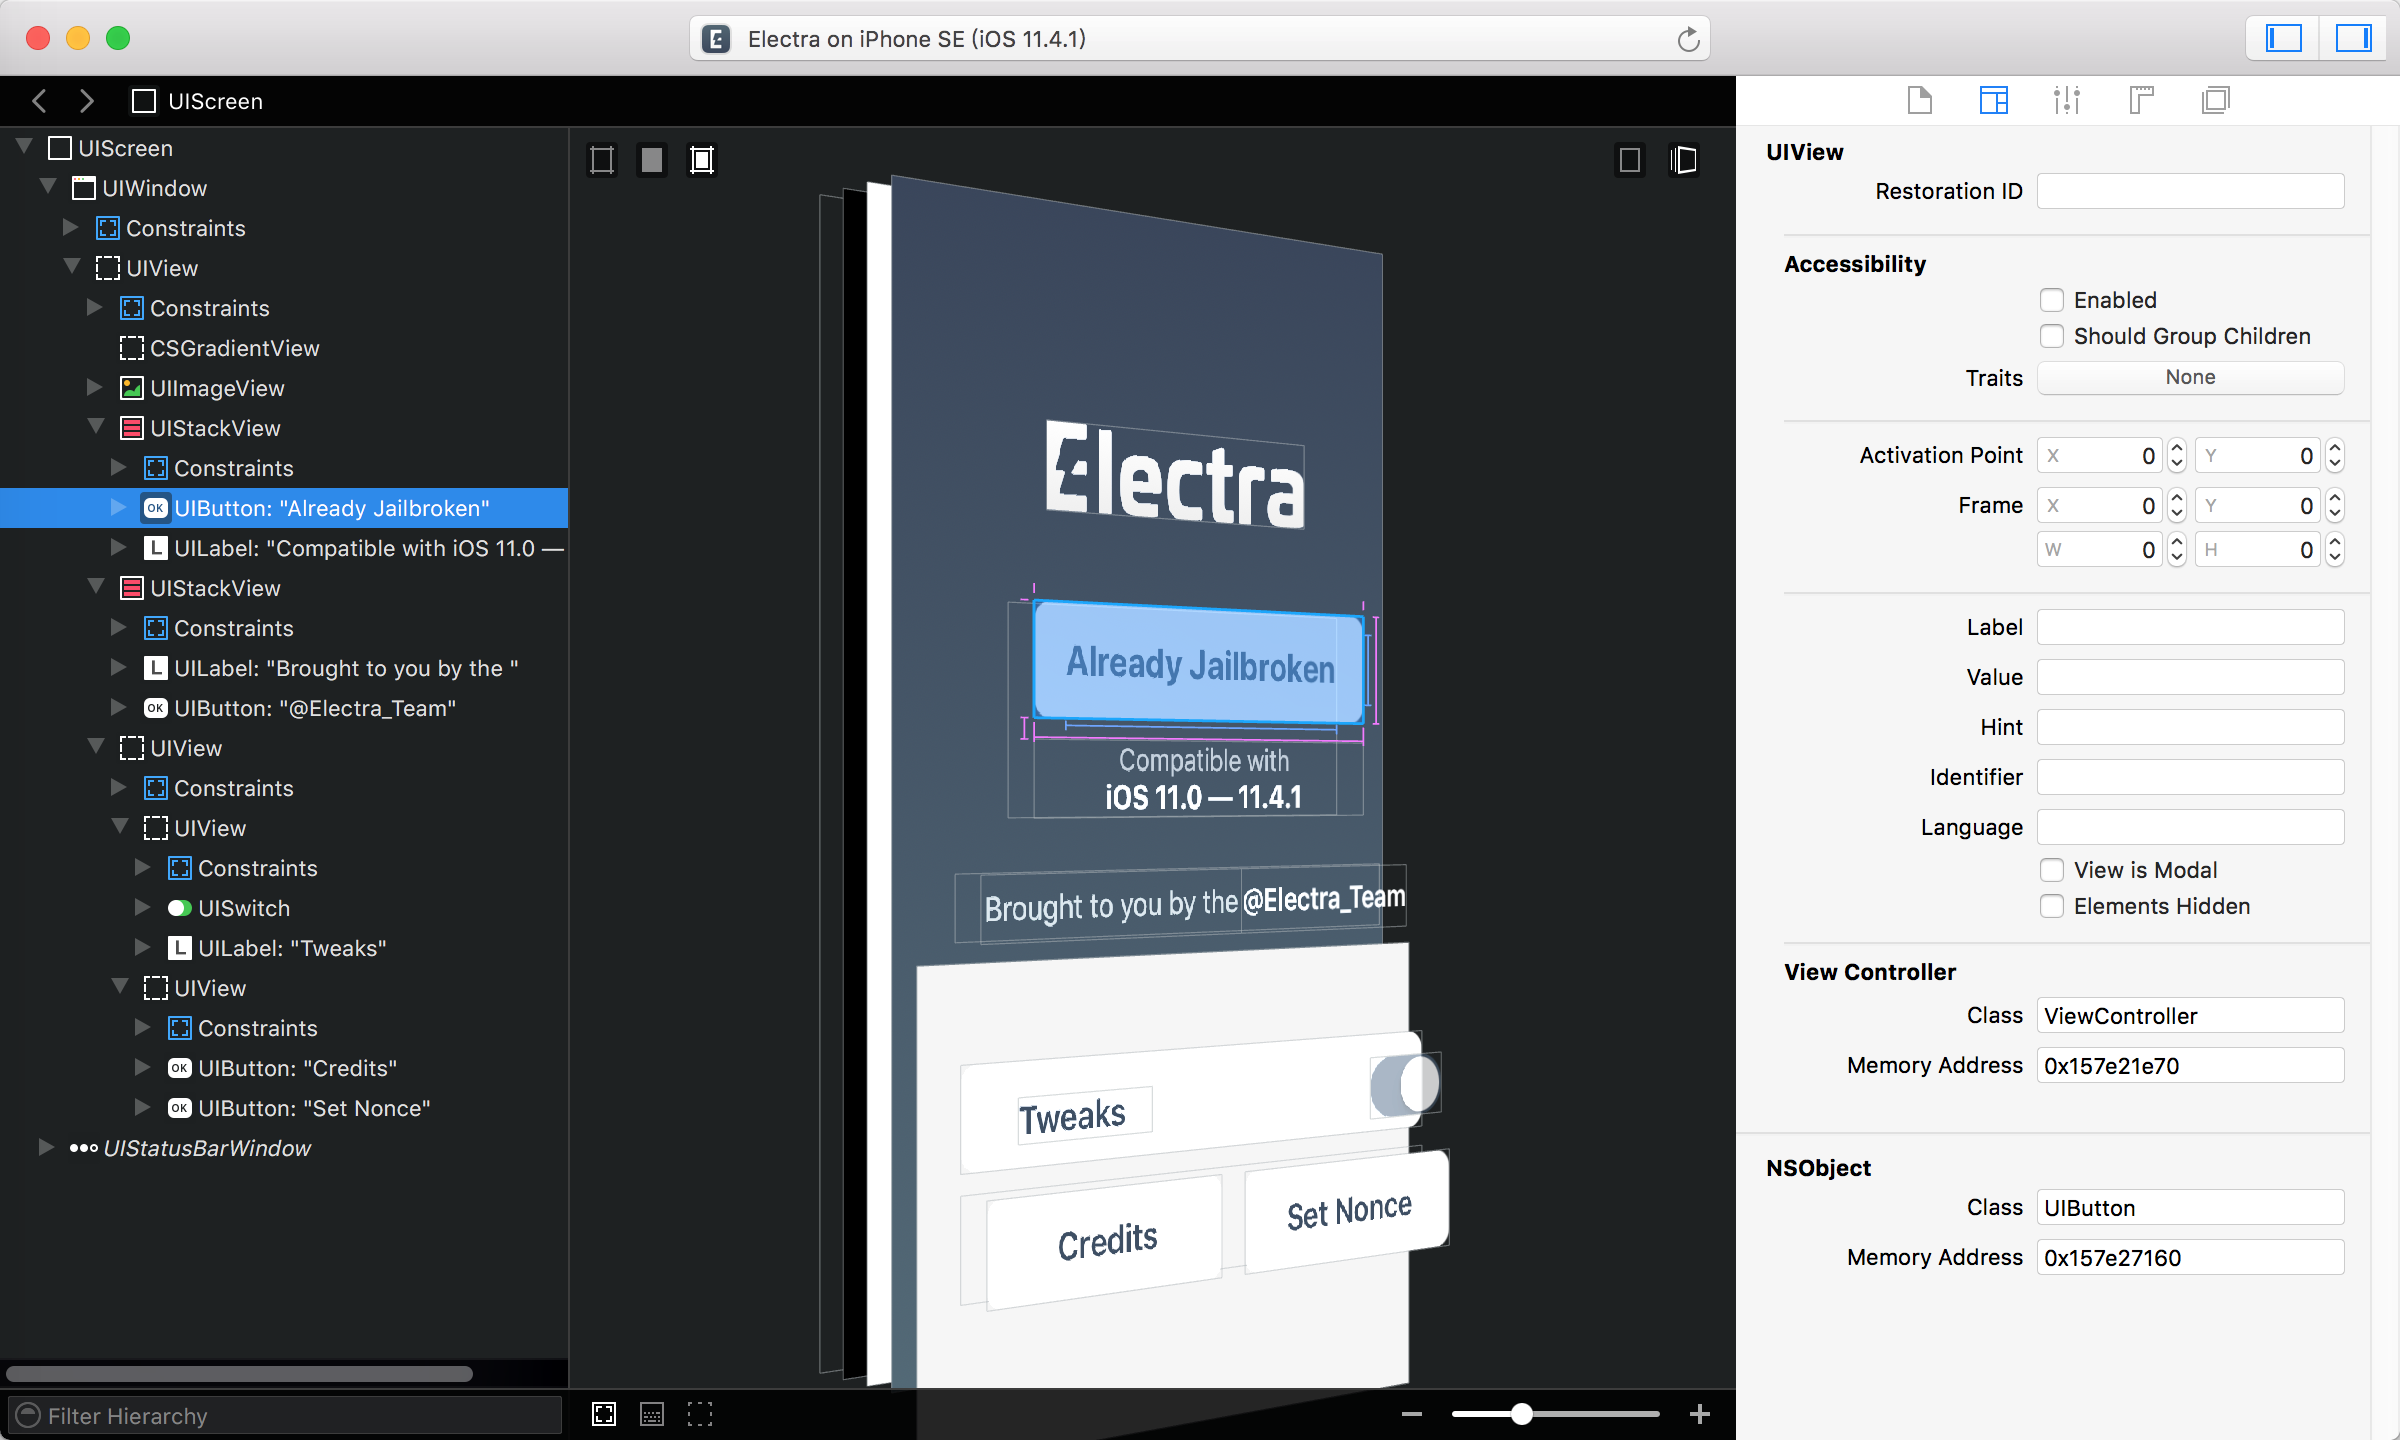 Electra on iPhone SE (iOS 11.4.1)
UIScreen
UIScreen
UIWindow
Constraints
UIView
Constraints
CSGradientView
UIImageView
UIStackView
Constraints
OK UIButton: "Already Jailbroken"
L UILabel: "Compatible with iOS 11.0 —
UIStackView
Constraints
L UILabel: "Brought to you by the "
OK UIButton: "@Electra_Team"
UIView
Constraints
UIView
Constraints
UISwitch
L UILabel: "Tweaks"
UIView
Constraints
OK UIButton: "Credits"
OK UIButton: "Set Nonce"
UIStatusBarWindow
Filter Hierarchy
Electra
Already Jailbroken
Compatible with
iOS 11.0 — 11.4.1
Brought to you by the @Electra_Team
Tweaks
Credits
Set Nonce
UIView
Restoration ID
Accessibility
Enabled
Should Group Children
Traits None
Activation Point X 0 Y 0
Frame X 0 Y 0
W 0 H 0
Label
Value
Hint
Identifier
Language
View is Modal
Elements Hidden
View Controller
Class ViewController
Memory Address 0x157e21e70
NSObject
Class UIButton
Memory Address 0x157e27160